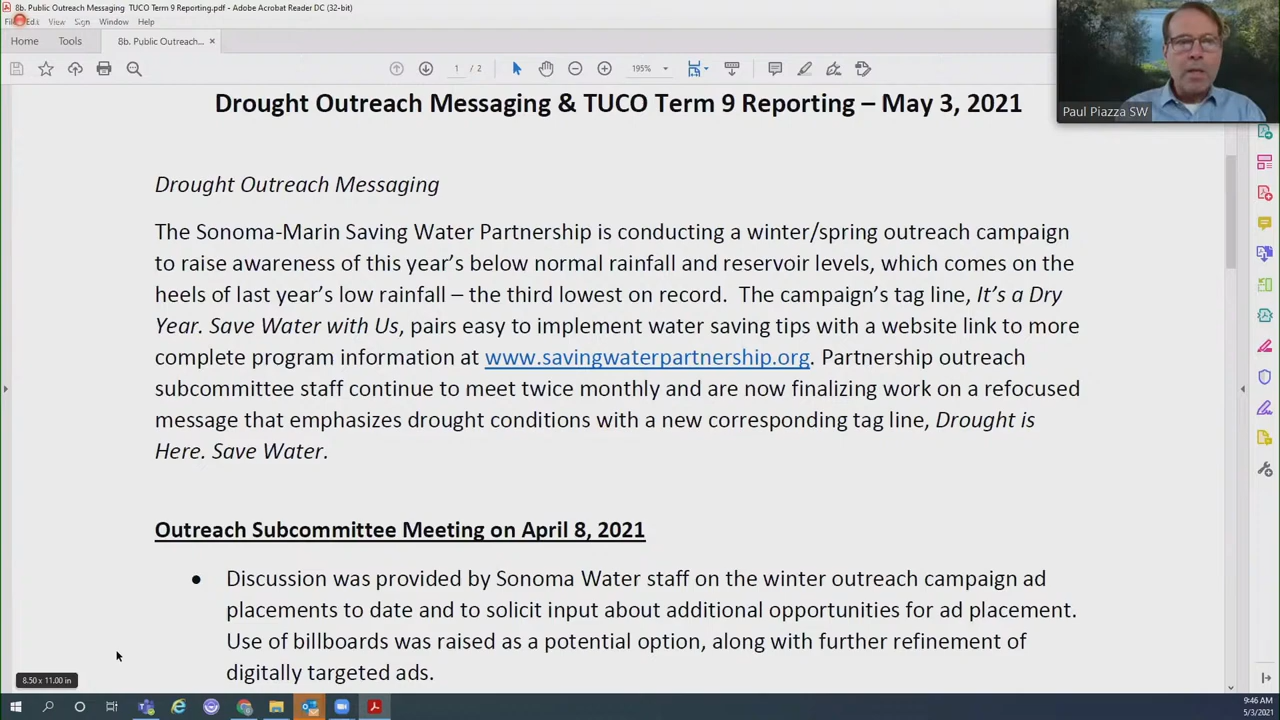 8b. Public Outreach Messaging TUCO Term 9 Reporting.pdf - Adobe Acrobat Reader DC (32-bit)
File Edit View Sign Window Help
Home Tools 8b. Public Outreach... ×
1 / 2 195%
Paul Piazza SW
Drought Outreach Messaging & TUCO Term 9 Reporting – May 3, 2021
Drought Outreach Messaging
The Sonoma-Marin Saving Water Partnership is conducting a winter/spring outreach campaign
to raise awareness of this year's below normal rainfall and reservoir levels, which comes on the
heels of last year's low rainfall – the third lowest on record. The campaign's tag line, It's a Dry
Year. Save Water with Us, pairs easy to implement water saving tips with a website link to more
complete program information at www.savingwaterpartnership.org. Partnership outreach
subcommittee staff continue to meet twice monthly and are now finalizing work on a refocused
message that emphasizes drought conditions with a new corresponding tag line, Drought is
Here. Save Water.
Outreach Subcommittee Meeting on April 8, 2021
• Discussion was provided by Sonoma Water staff on the winter outreach campaign ad
placements to date and to solicit input about additional opportunities for ad placement.
Use of billboards was raised as a potential option, along with further refinement of
digitally targeted ads.
8.50 x 11.00 in
9:46 AM
5/3/2021